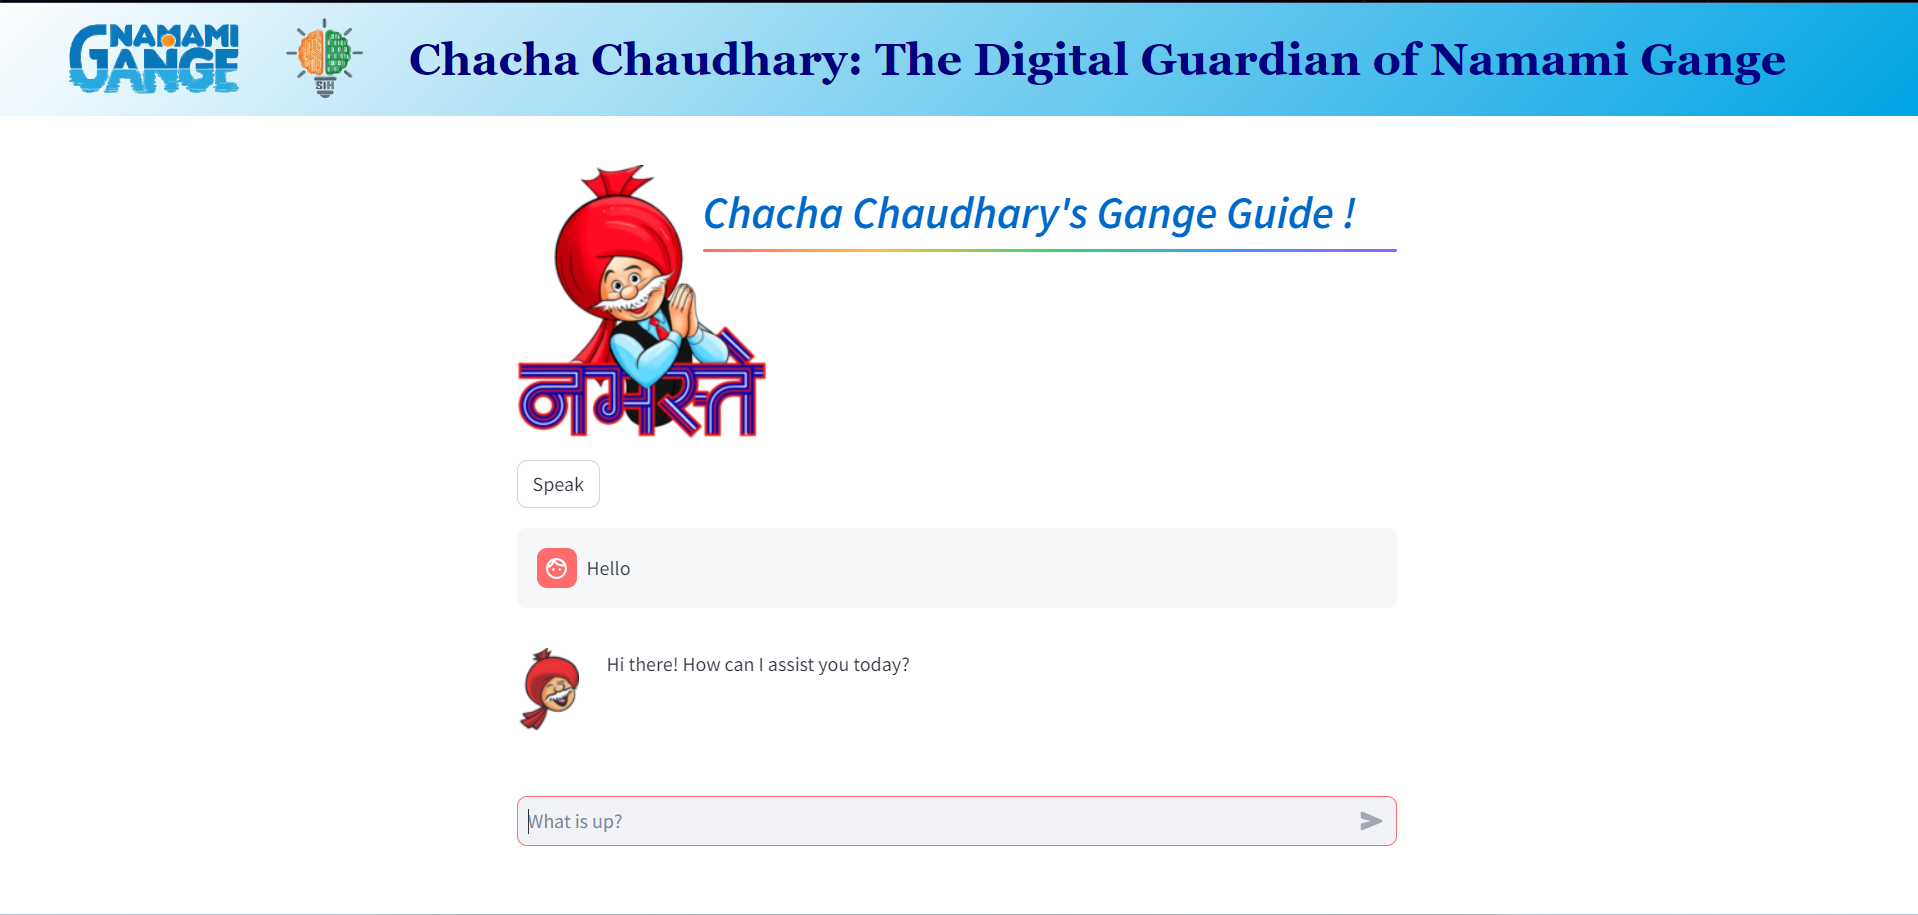 NAMAMI
GANGE
SIH
Chacha Chaudhary: The Digital Guardian of Namami Gange
Chacha Chaudhary's Gange Guide !
नमस्ते
Speak
Hello
Hi there! How can I assist you today?
What is up?